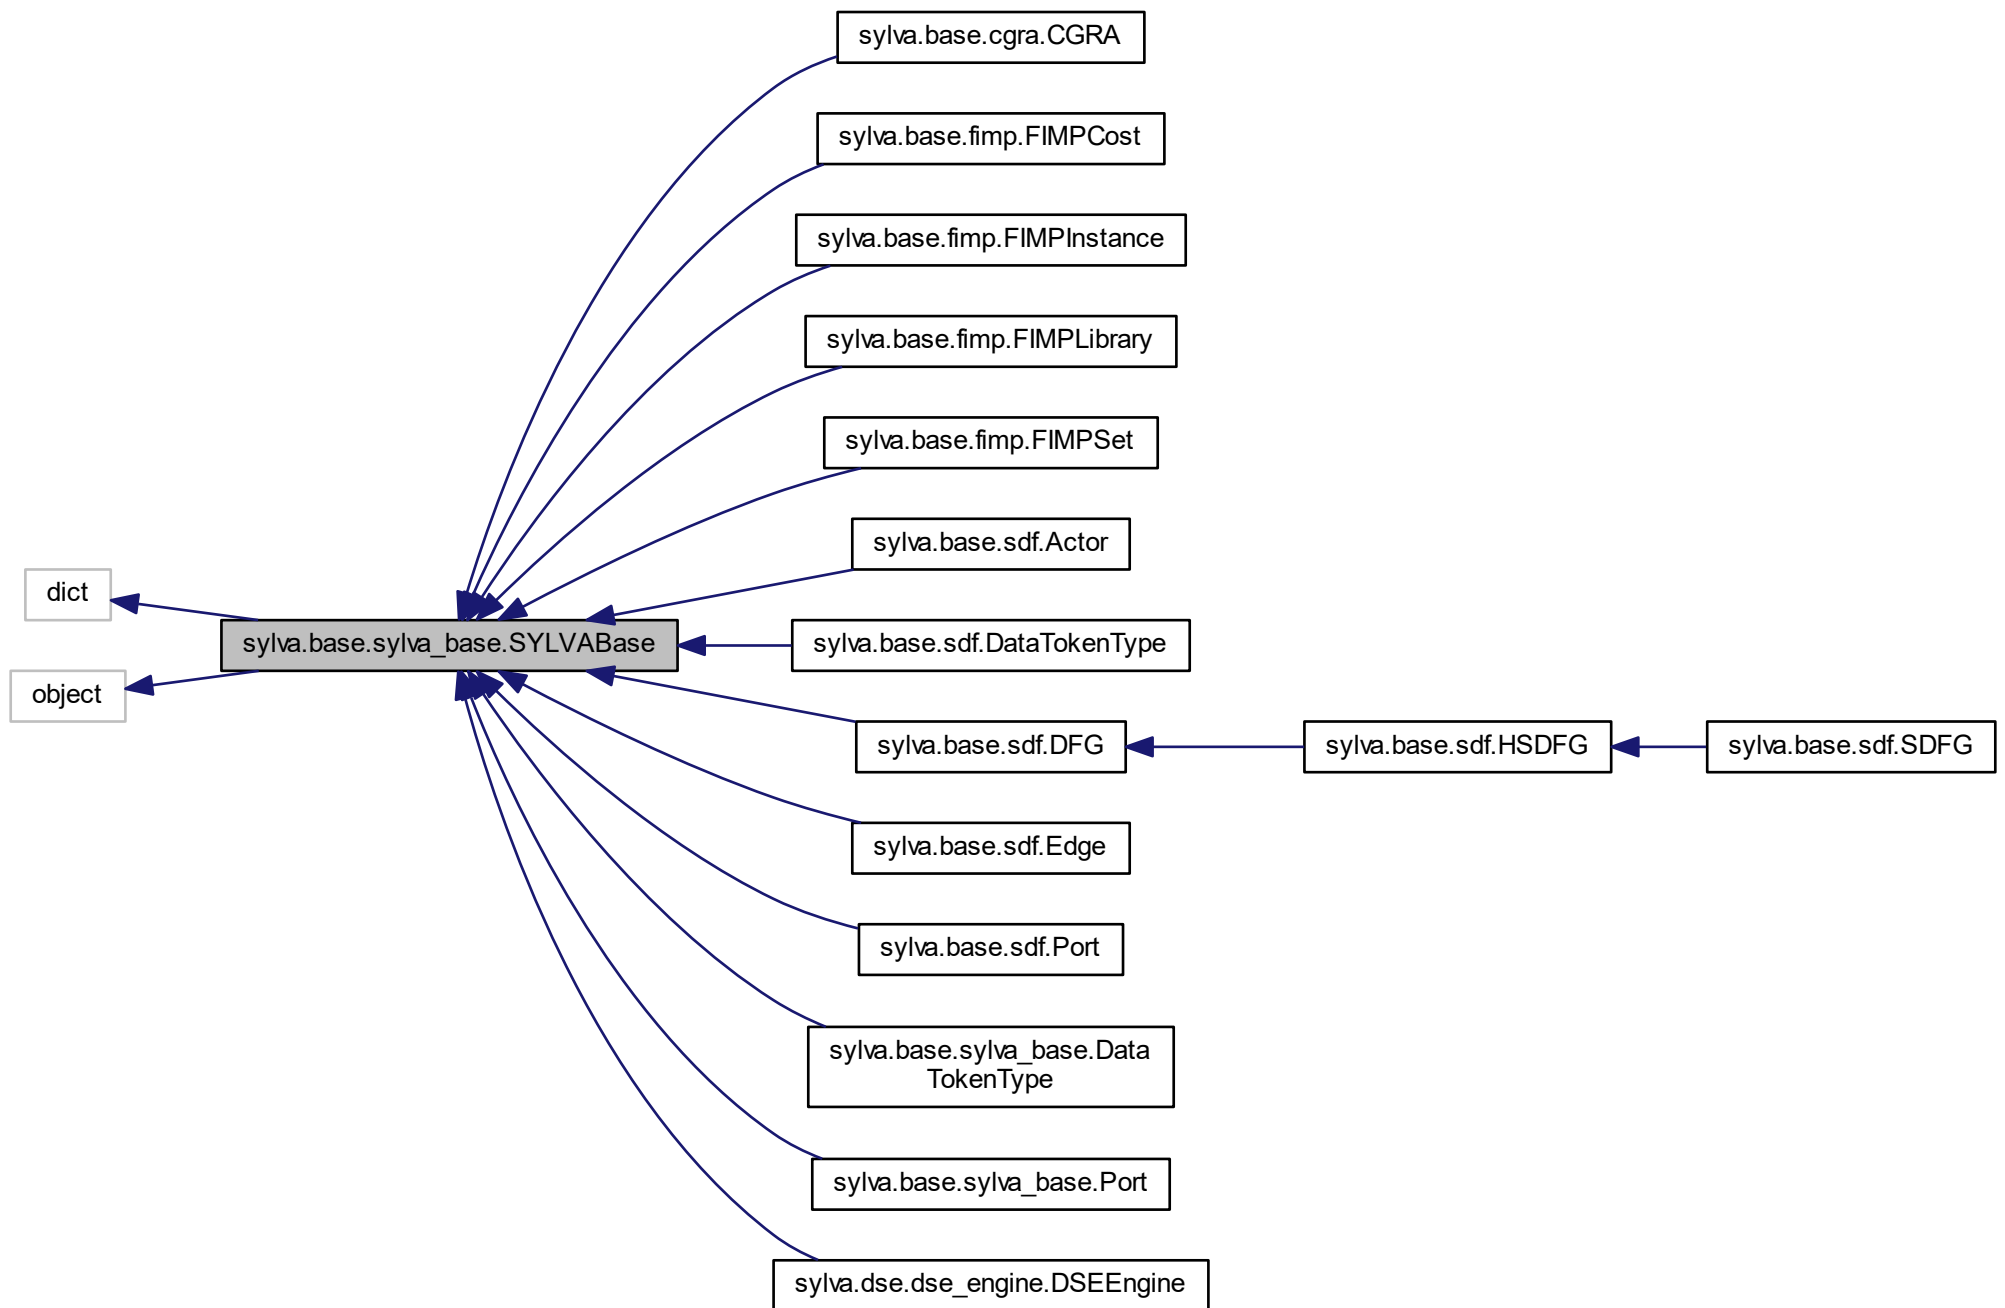 sylva.base.cgra.CGRA
sylva.base.fimp.FIMPCost
sylva.base.fimp.FIMPInstance
sylva.base.fimp.FIMPLibrary
sylva.base.fimp.FIMPSet
sylva.base.sdf.Actor
dict
sylva.base.sylva_base.SYLVABase
sylva.base.sdf.DataTokenType
object
sylva.base.sdf.DFG
sylva.base.sdf.HSDFG
sylva.base.sdf.SDFG
sylva.base.sdf.Edge
sylva.base.sdf.Port
sylva.base.sylva_base.Data
TokenType
sylva.base.sylva_base.Port
sylva.dse.dse_engine.DSEEngine